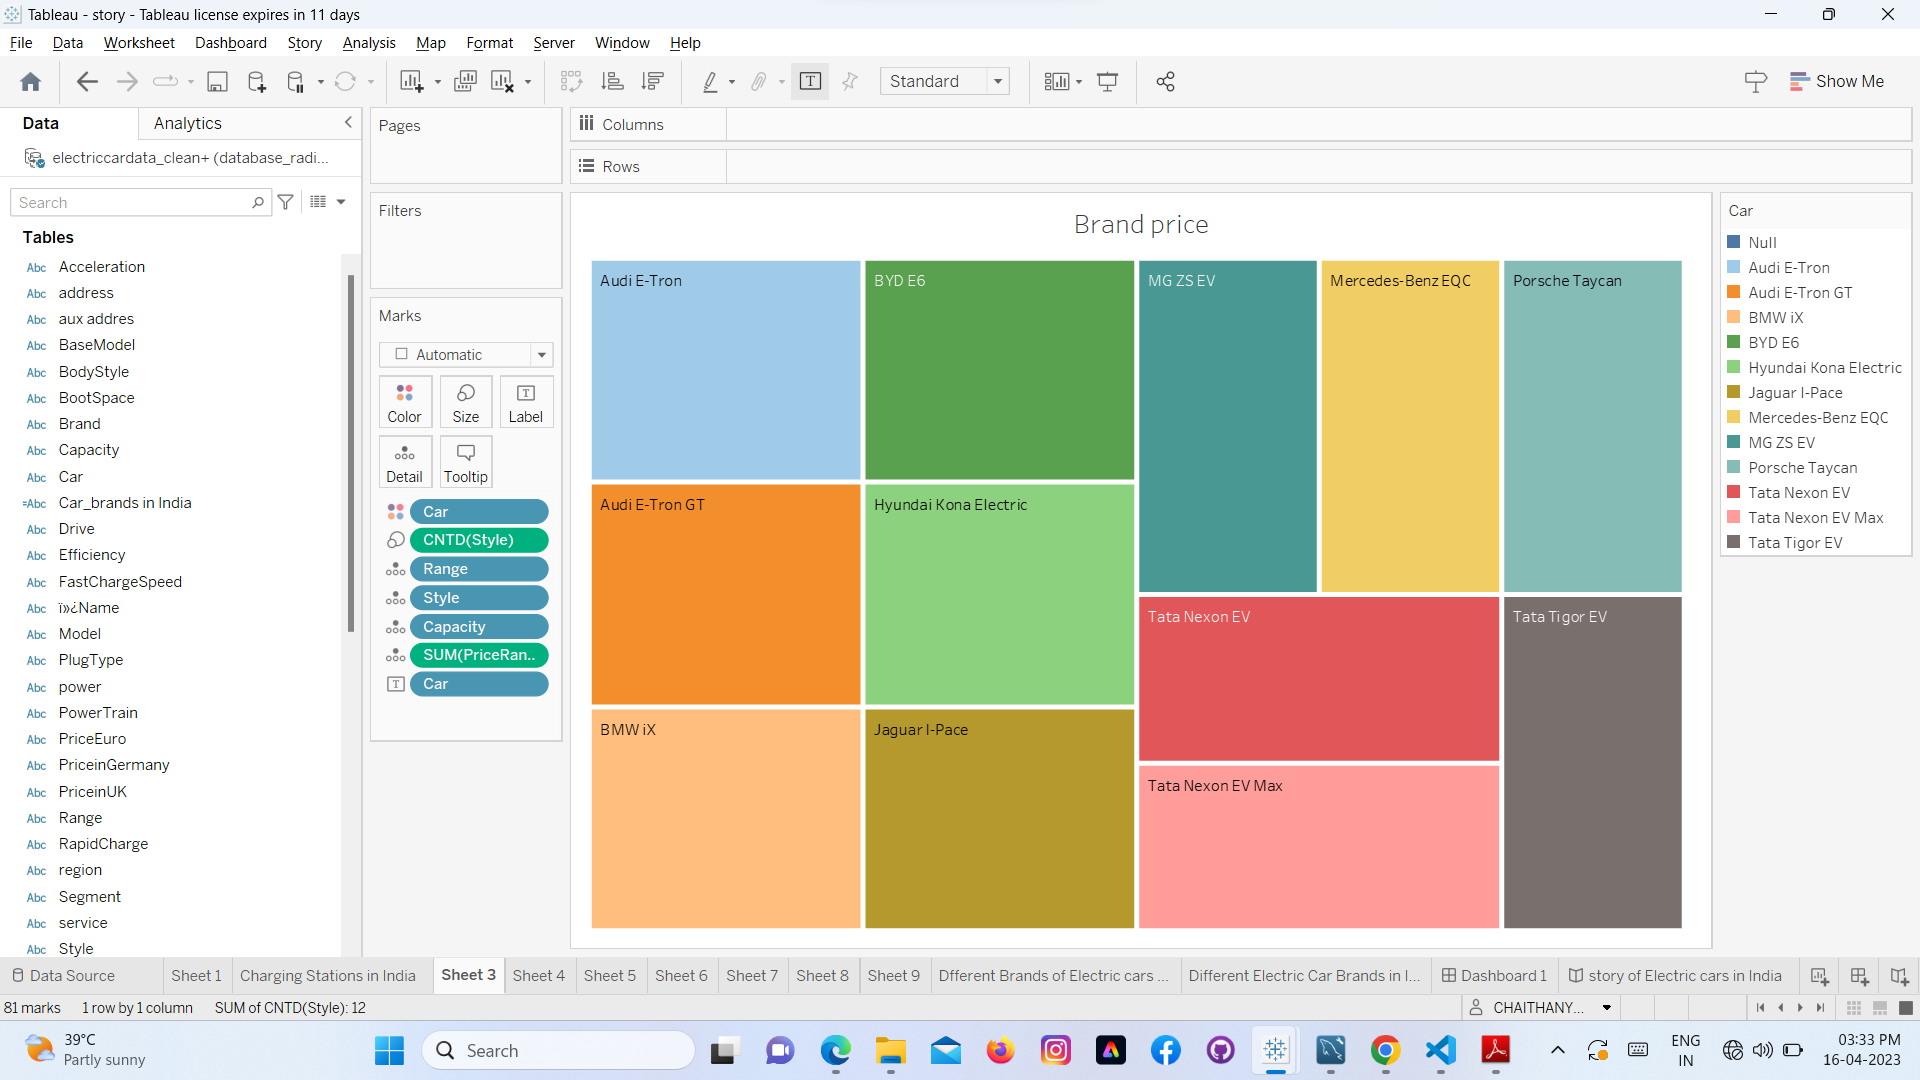 Tableau - story - Tableau license expires in 11 days
File Data Worksheet Dashboard Story Analysis Map Format Server Window Help
Standard
Show Me
Data Analytics
electriccardata_clean+ (database_radi...
Search
Tables
Abc Acceleration
Abc address
Abc aux addres
Abc BaseModel
Abc BodyStyle
Abc BootSpace
Abc Brand
Abc Capacity
Abc Car
=Abc Car_brands in India
Abc Drive
Abc Efficiency
Abc FastChargeSpeed
Abc ï»¿Name
Abc Model
Abc PlugType
Abc power
Abc PowerTrain
Abc PriceEuro
Abc PriceinGermany
Abc PriceinUK
Abc Range
Abc RapidCharge
Abc region
Abc Segment
Abc service
Abc Style
Pages
Filters
Marks
Automatic
Color Size Label
Detail Tooltip
Car
CNTD(Style)
Range
Style
Capacity
SUM(PriceRan..
Car
Columns
Rows
Brand price
Audi E-Tron
BYD E6
MG ZS EV
Mercedes-Benz EQC
Porsche Taycan
Audi E-Tron GT
Hyundai Kona Electric
Tata Nexon EV
Tata Tigor EV
BMW iX
Jaguar I-Pace
Tata Nexon EV Max
Car
Null
Audi E-Tron
Audi E-Tron GT
BMW iX
BYD E6
Hyundai Kona Electric
Jaguar I-Pace
Mercedes-Benz EQC
MG ZS EV
Porsche Taycan
Tata Nexon EV
Tata Nexon EV Max
Tata Tigor EV
Data Source Sheet 1 Charging Stations in India Sheet 3 Sheet 4 Sheet 5 Sheet 6 Sheet 7 Sheet 8 Sheet 9 Dfferent Brands of Electric cars ... Different Electric Car Brands in I... Dashboard 1 story of Electric cars in India
81 marks 1 row by 1 column SUM of CNTD(Style): 12
CHAITHANY...
39°C
Partly sunny
Search
ENG
IN
03:33 PM
16-04-2023